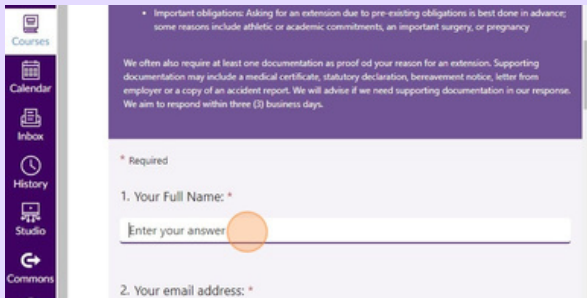 Courses
Calendar
Inbox
History
Studio
Commons
• Important obligations: Asking for an extension due to pre-existing obligations is best done in advance;
some reasons include athletic or academic commitments, an important surgery, or pregnancy
We often also require at least one documentation as proof od your reason for an extension. Supporting
documentation may include a medical certificate, statutory declaration, bereavement notice, letter from
employer or a copy of an accident report. We will advise if we need supporting documentation in our response.
We aim to respond within three (3) business days.
* Required
1. Your Full Name: *
Enter your answer
2. Your email address: *